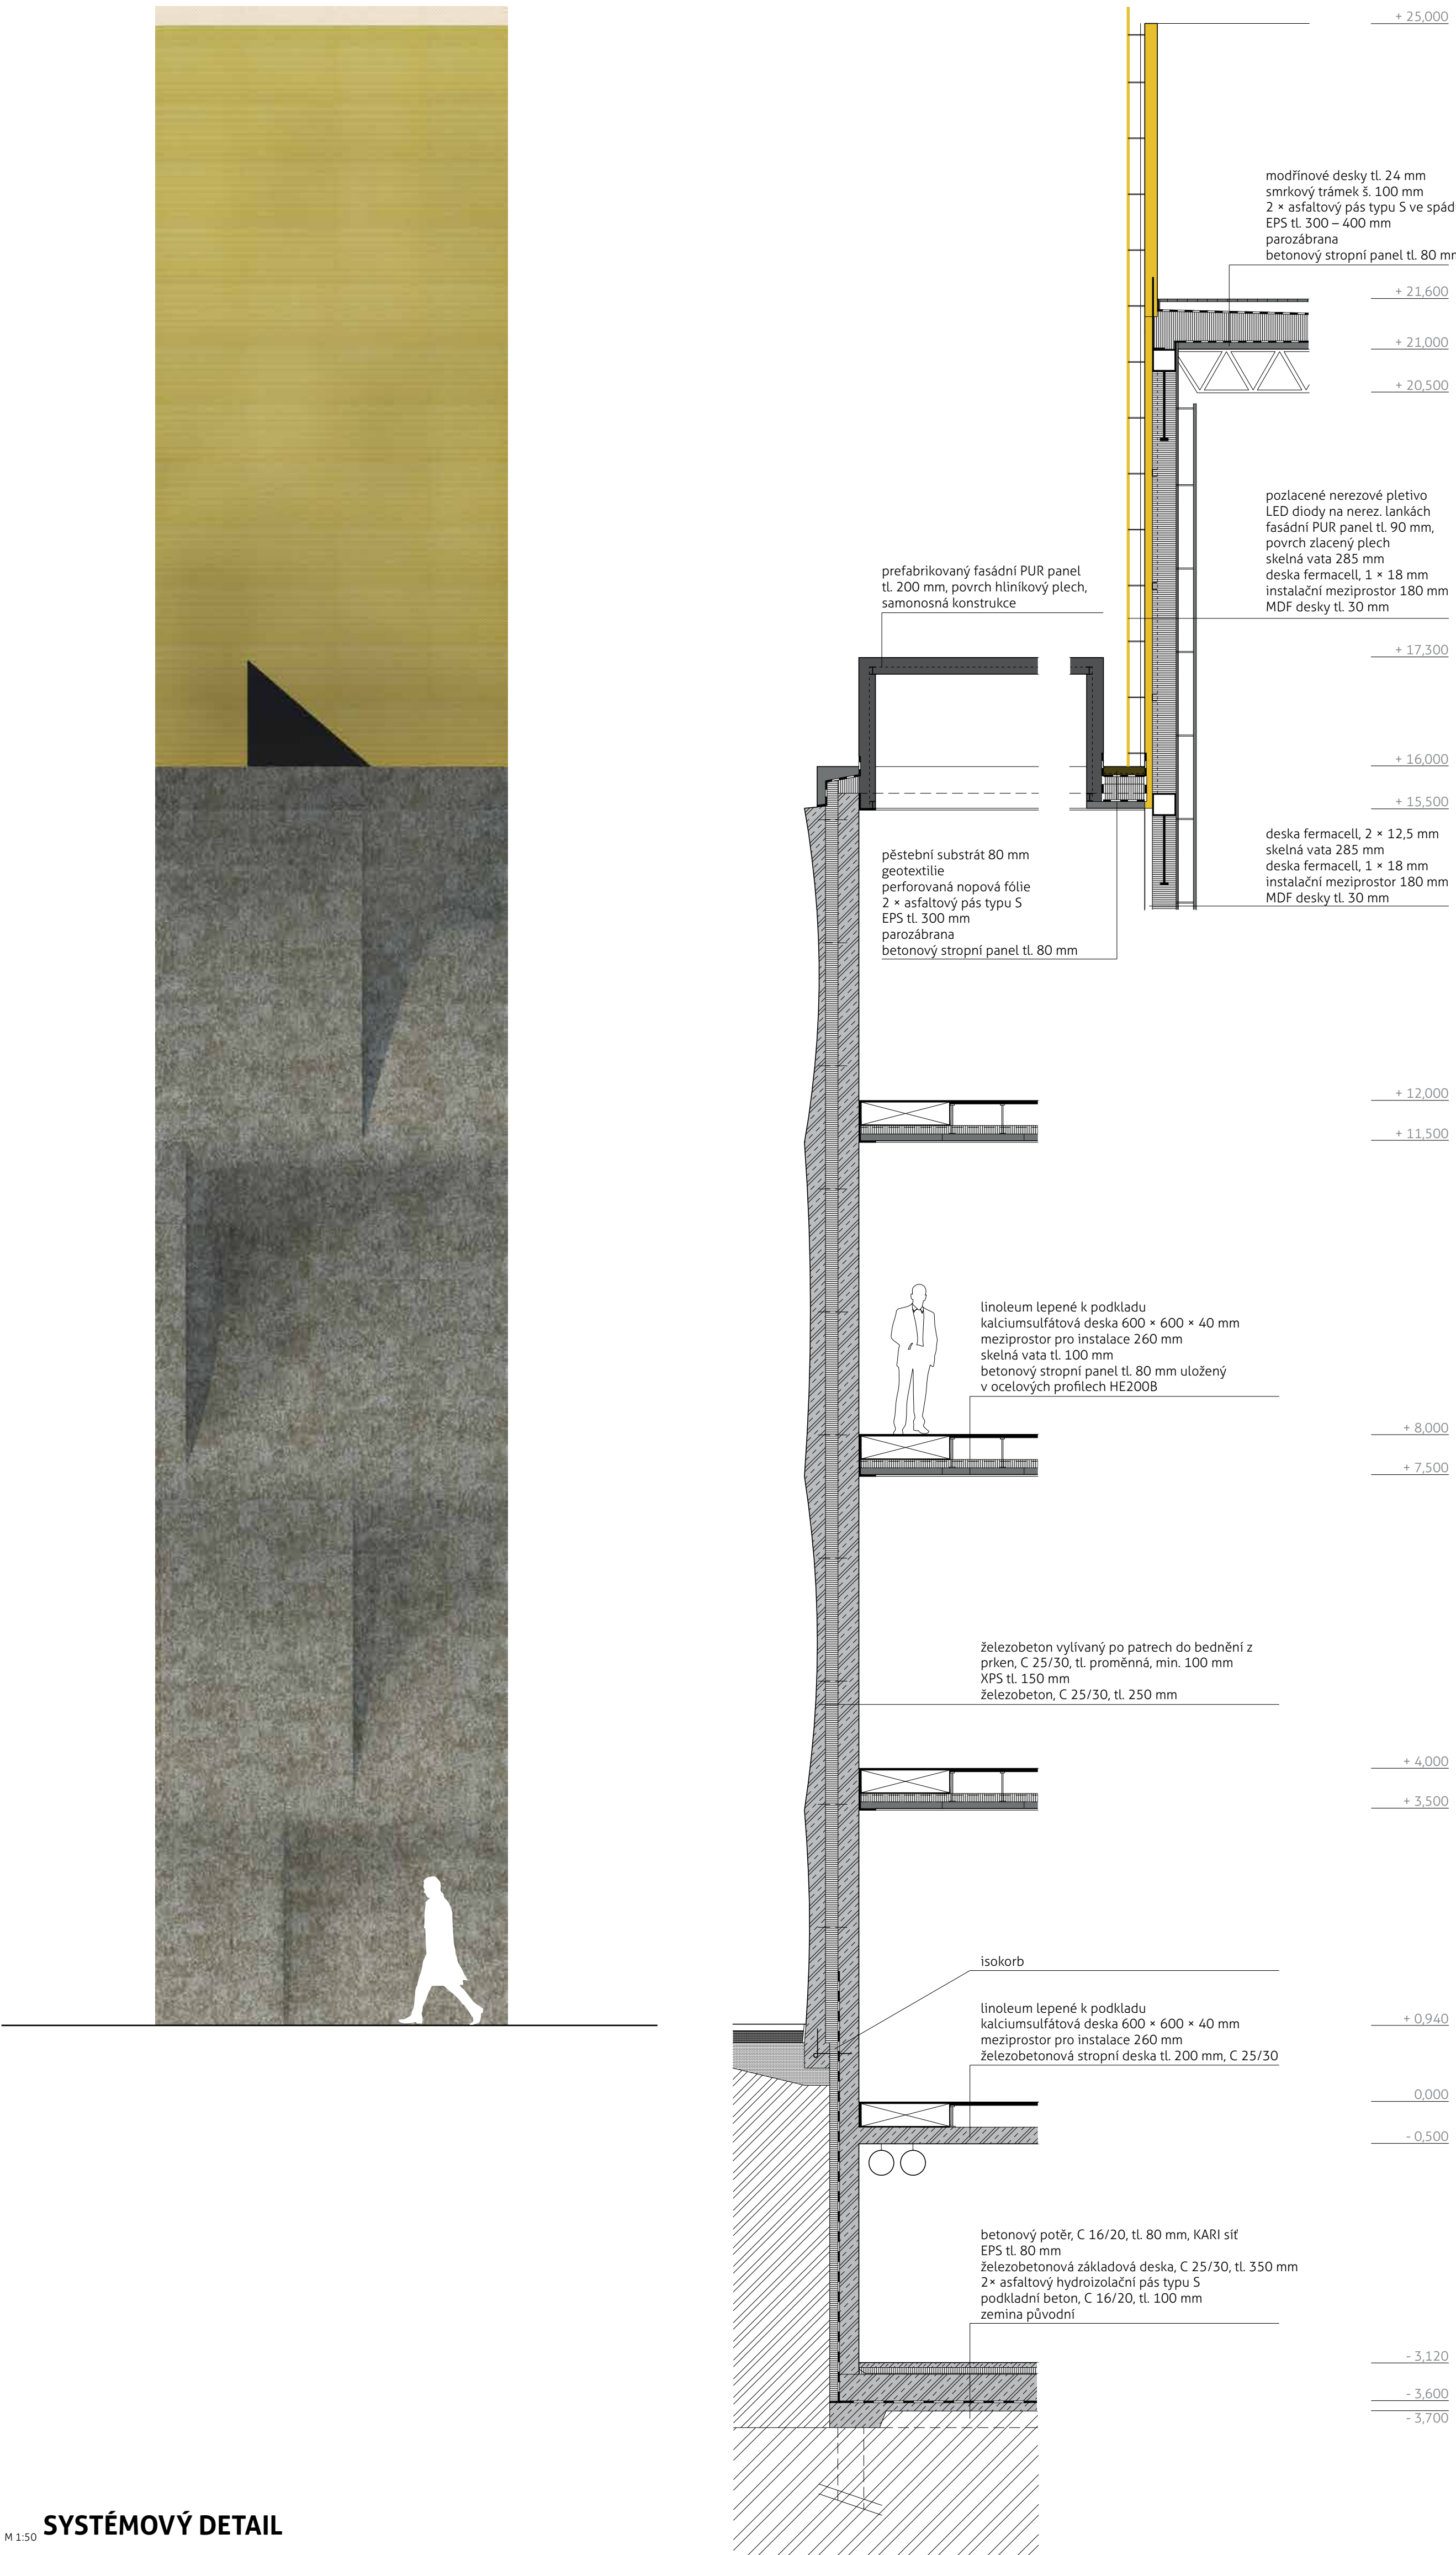 + 25,000
modřínové desky tl. 24 mm
smrkový trámek š. 100 mm
2 × asfaltový pás typu S ve spád
EPS tl. 300 – 400 mm
parozábrana
betonový stropní panel tl. 80
+ 21,600
+ 21,000
+ 20,500
pozlacené nerezové pletivo
LED diody na nerez. lankách
fasádní PUR panel tl. 90 mm,
povrch zlacený plech
skelná vata 285 mm
deska fermacell, 1 × 18 mm
instalační meziprostor 180 mm
MDF desky tl. 30 mm
prefabrikovaný fasádní PUR panel
tl. 200 mm, povrch hliníkový plech,
samonosná konstrukce
+ 17,300
+ 16,000
+ 15,500
deska fermacell, 2 × 12,5 mm
skelná vata 285 mm
deska fermacell, 1 × 18 mm
instalační meziprostor 180 mm
MDF desky tl. 30 mm
pěstební substrát 80 mm
geotextilie
perforovaná nopová fólie
2 × asfaltový pás typu S
EPS tl. 300 mm
parozábrana
betonový stropní panel tl. 80 mm
+ 12,000
+ 11,500
linoleum lepené k podkladu
kalciumsulfátová deska 600 × 600 × 40 mm
meziprostor pro instalace 260 mm
skelná vata tl. 100 mm
betonový stropní panel tl. 80 mm uložený
v ocelových profilech HE200B
+ 8,000
+ 7,500
železobeton vylívaný po patrech do bednění z
prken, C 25/30, tl. proměnná, min. 100 mm
XPS tl. 150 mm
železobeton, C 25/30, tl. 250 mm
+ 4,000
+ 3,500
isokorb
linoleum lepené k podkladu
kalciumsulfátová deska 600 × 600 × 40 mm
meziprostor pro instalace 260 mm
železobetonová stropní deska tl. 200 mm, C 25/30
+ 0,940
0,000
- 0,500
betonový potěr, C 16/20, tl. 80 mm, KARI síť
EPS tl. 80 mm
železobetonová základová deska, C 25/30, tl. 350 mm
2× asfaltový hydroizolační pás typu S
podkladní beton, C 16/20, tl. 100 mm
zemina původní
- 3,120
- 3,600
- 3,700
M 1:50 SYSTÉMOVÝ DETAIL